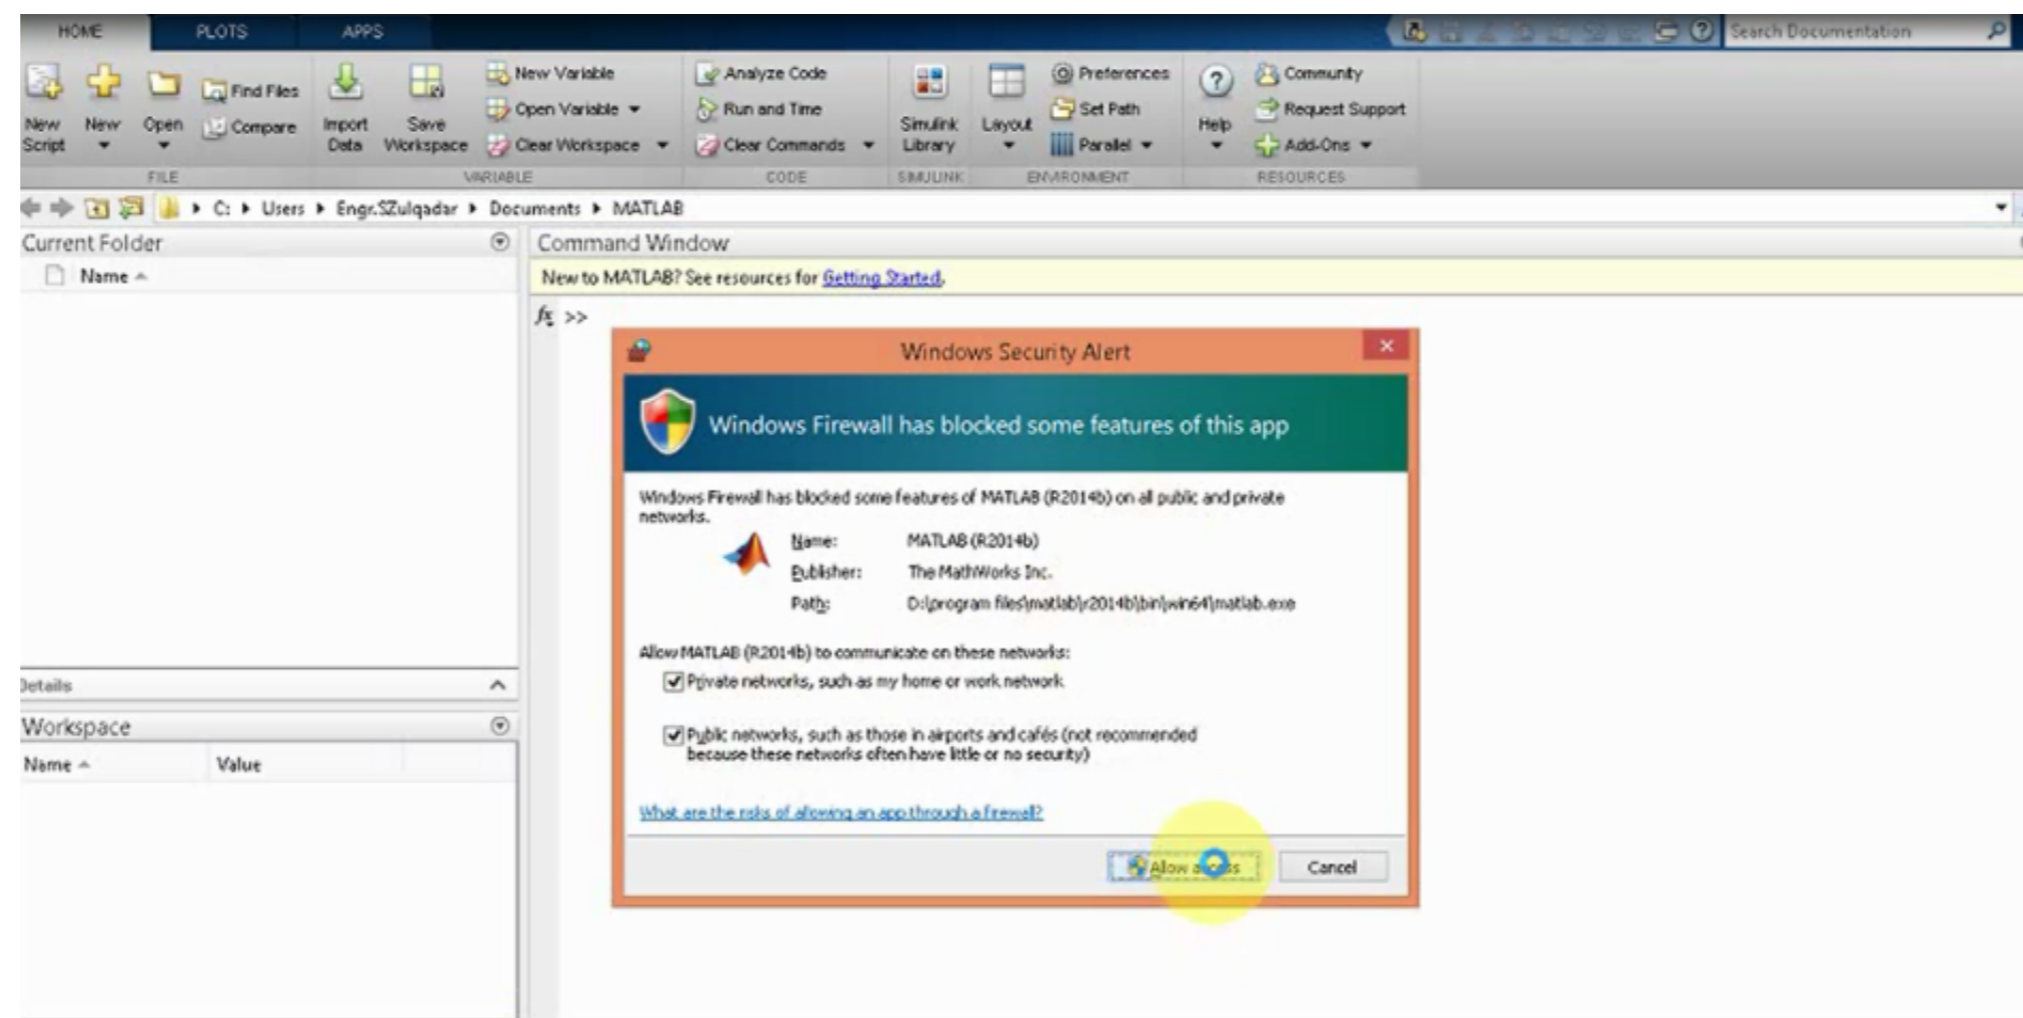 HOME PLOTS APPS
Search Documentation
New Script
New
Open
Find Files
Compare
Import Data
Save Workspace
New Variable
Open Variable
Clear Workspace
Analyze Code
Run and Time
Clear Commands
Simulink Library
Layout
Preferences
Set Path
Parallel
Help
Community
Request Support
Add-Ons
FILE VARIABLE CODE SIMULINK ENVIRONMENT RESOURCES
C: Users Engr.SZulqadar Documents MATLAB
Current Folder
Name
Command Window
New to MATLAB? See resources for Getting Started.
fx >>
Windows Security Alert
Windows Firewall has blocked some features of this app
Windows Firewall has blocked some features of MATLAB (R2014b) on all public and private
networks.
Name: MATLAB (R2014b)
Publisher: The MathWorks Inc.
Path: D:\program files\matlab\r2014b\bin\win64\matlab.exe
Allow MATLAB (R2014b) to communicate on these networks:
Private networks, such as my home or work network
Public networks, such as those in airports and cafés (not recommended
because these networks often have little or no security)
What are the risks of allowing an app through a firewall?
Allow access
Cancel
Details
Workspace
Name Value